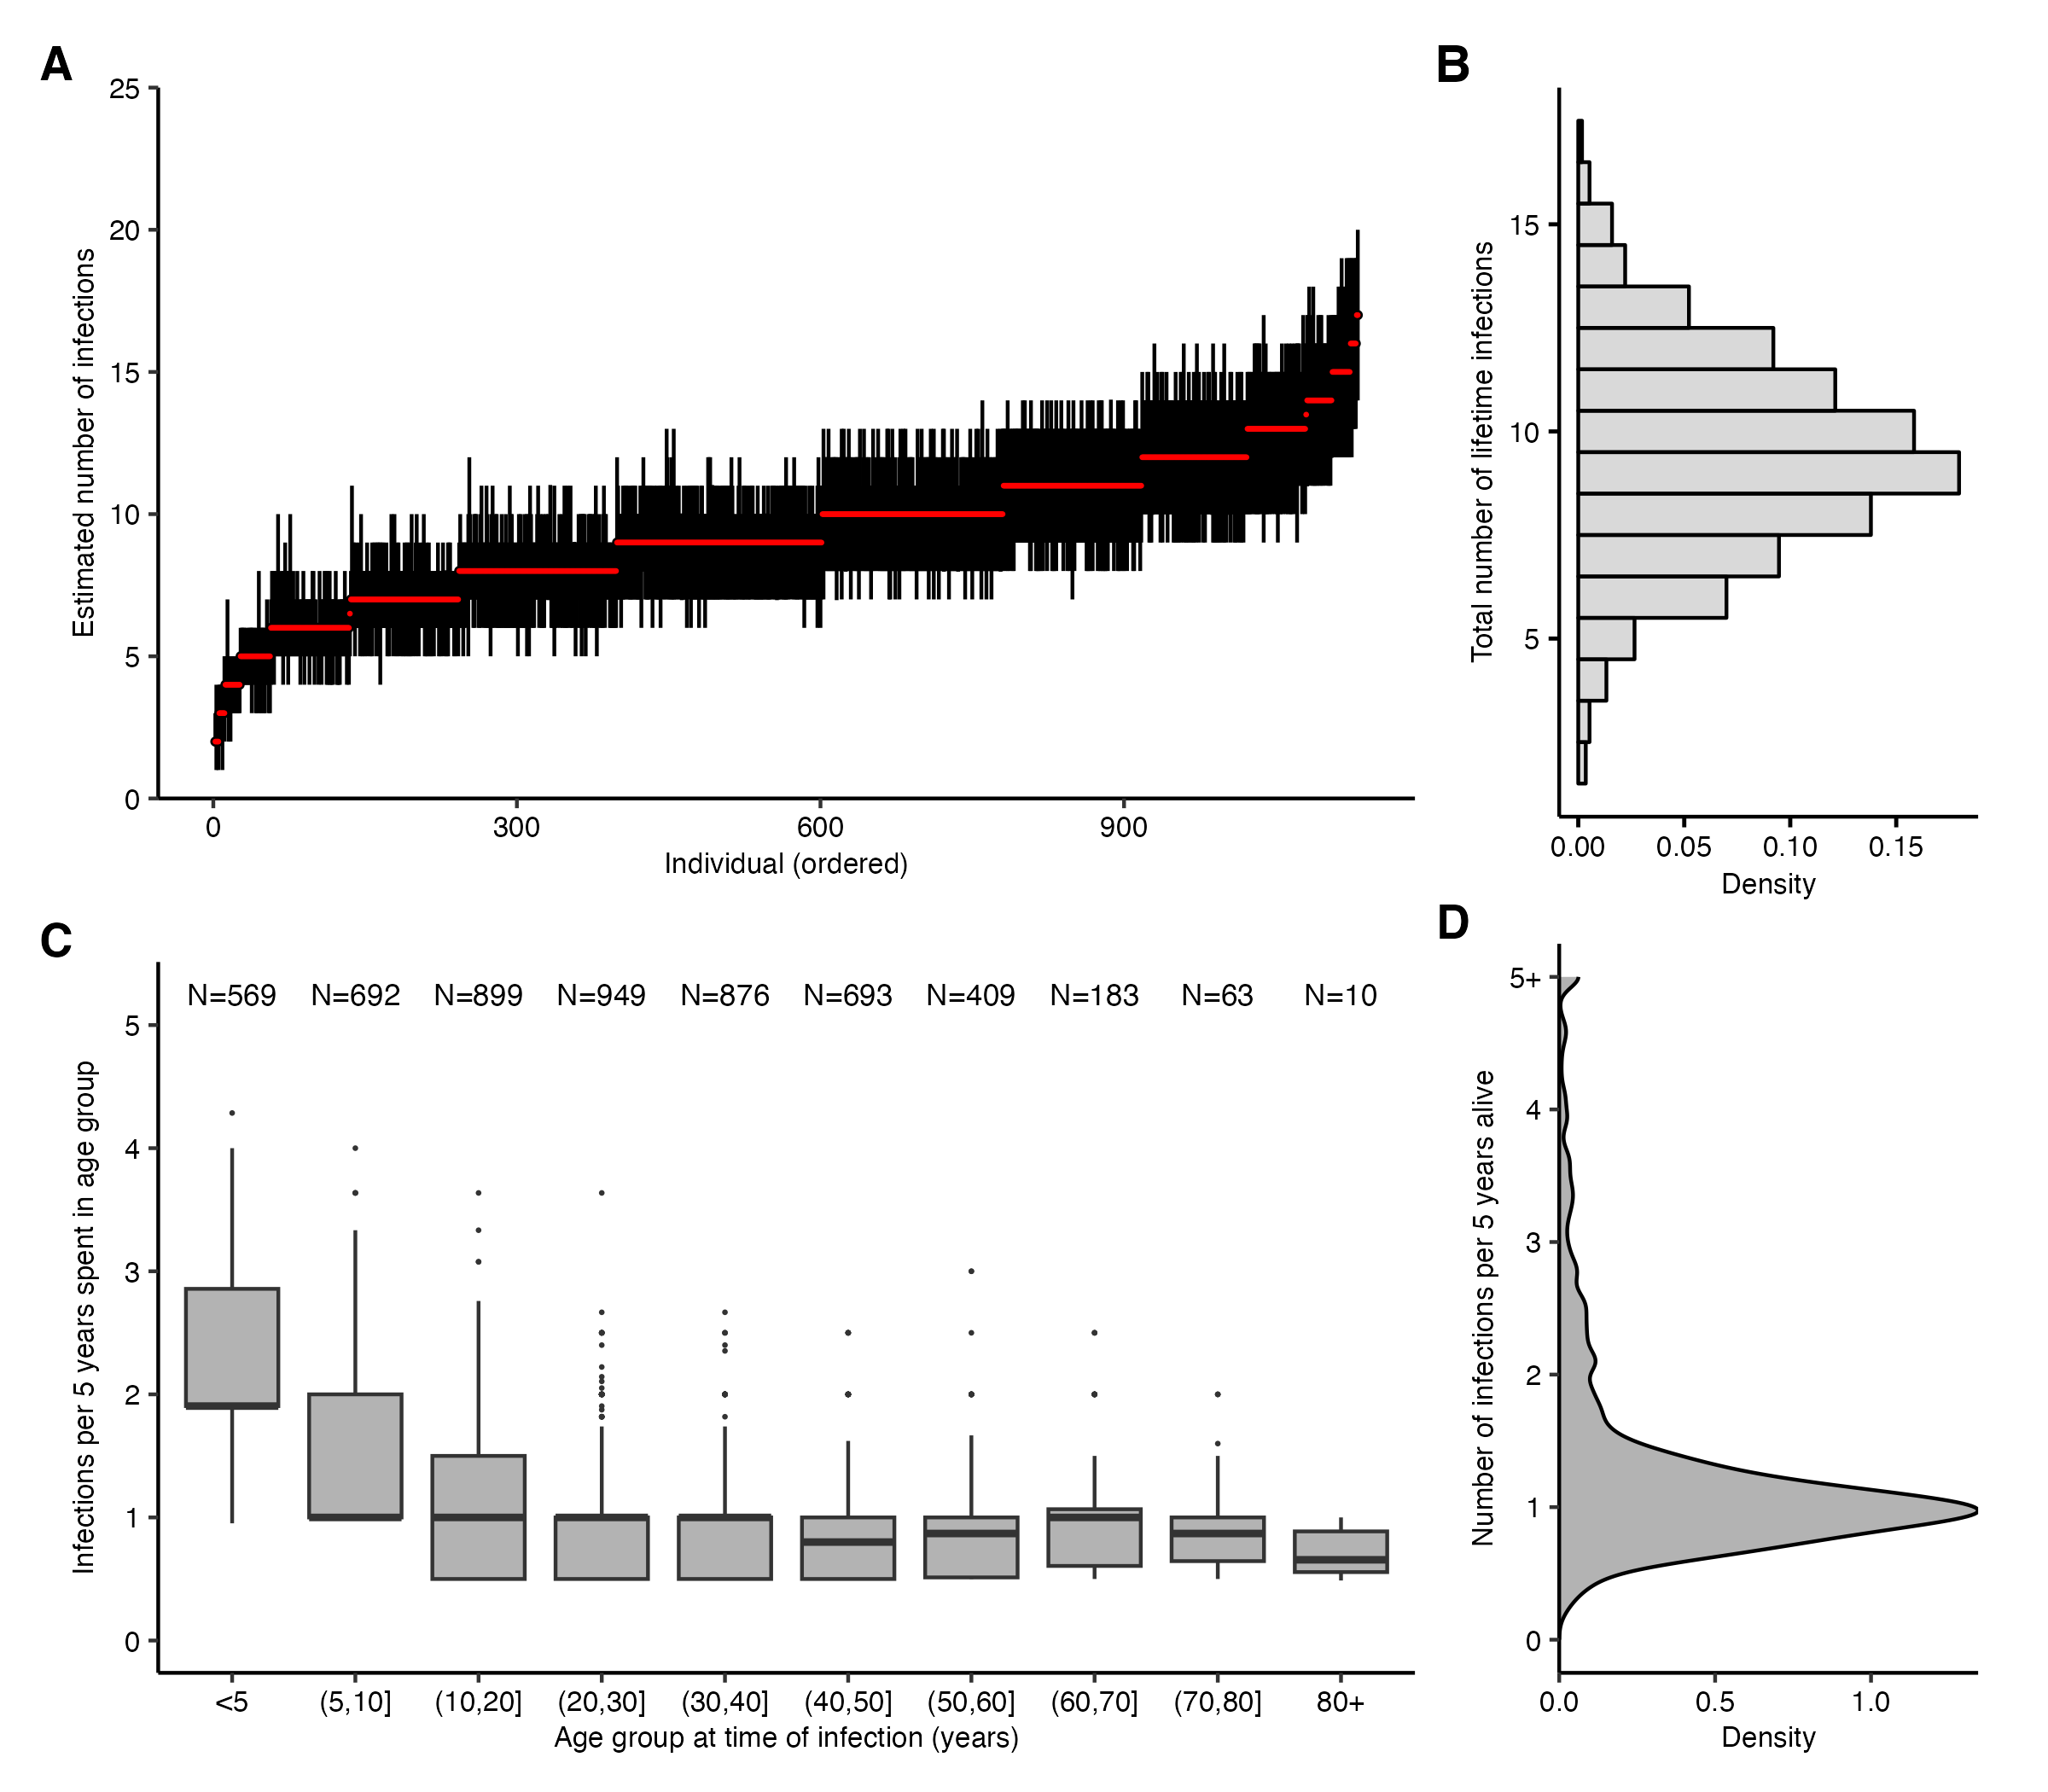 A
25
20
15
10
5
0
Estimated number of infections
0 300 600 900
Individual (ordered)
B
15
10
5
Total number of lifetime infections
0.00 0.05 0.10 0.15
Density
C
N=569 N=692 N=899 N=949 N=876 N=693 N=409 N=183 N=63 N=10
5
4
3
2
1
0
Infections per 5 years spent in age group
<5 (5,10] (10,20] (20,30] (30,40] (40,50] (50,60] (60,70] (70,80] 80+
Age group at time of infection (years)
D
5+
4
3
2
1
0
Number of infections per 5 years alive
0.0 0.5 1.0
Density